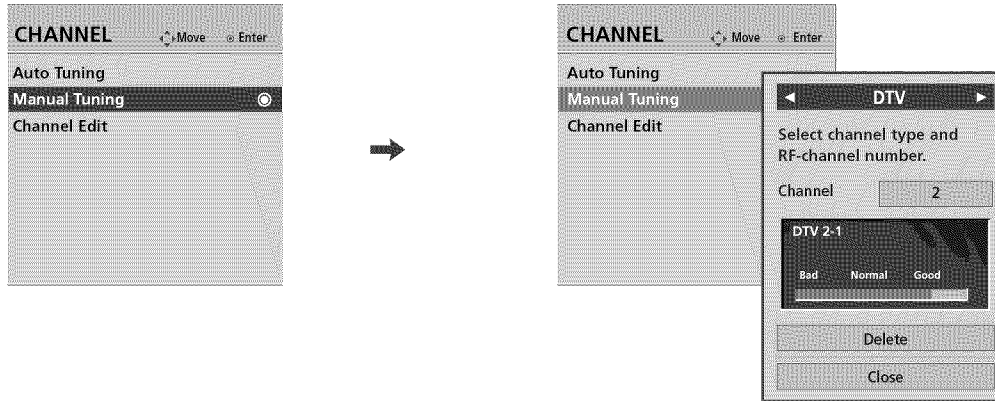 CHANNEL Move Enter
Auto Tuning
Manual Tuning
Channel Edit
CHANNEL Move Enter
Auto Tuning
Manual Tuning
Channel Edit
DTV
Select channel type and
RF-channel number.
Channel 2
DTV 2-1
Bad Normal Good
Delete
Close